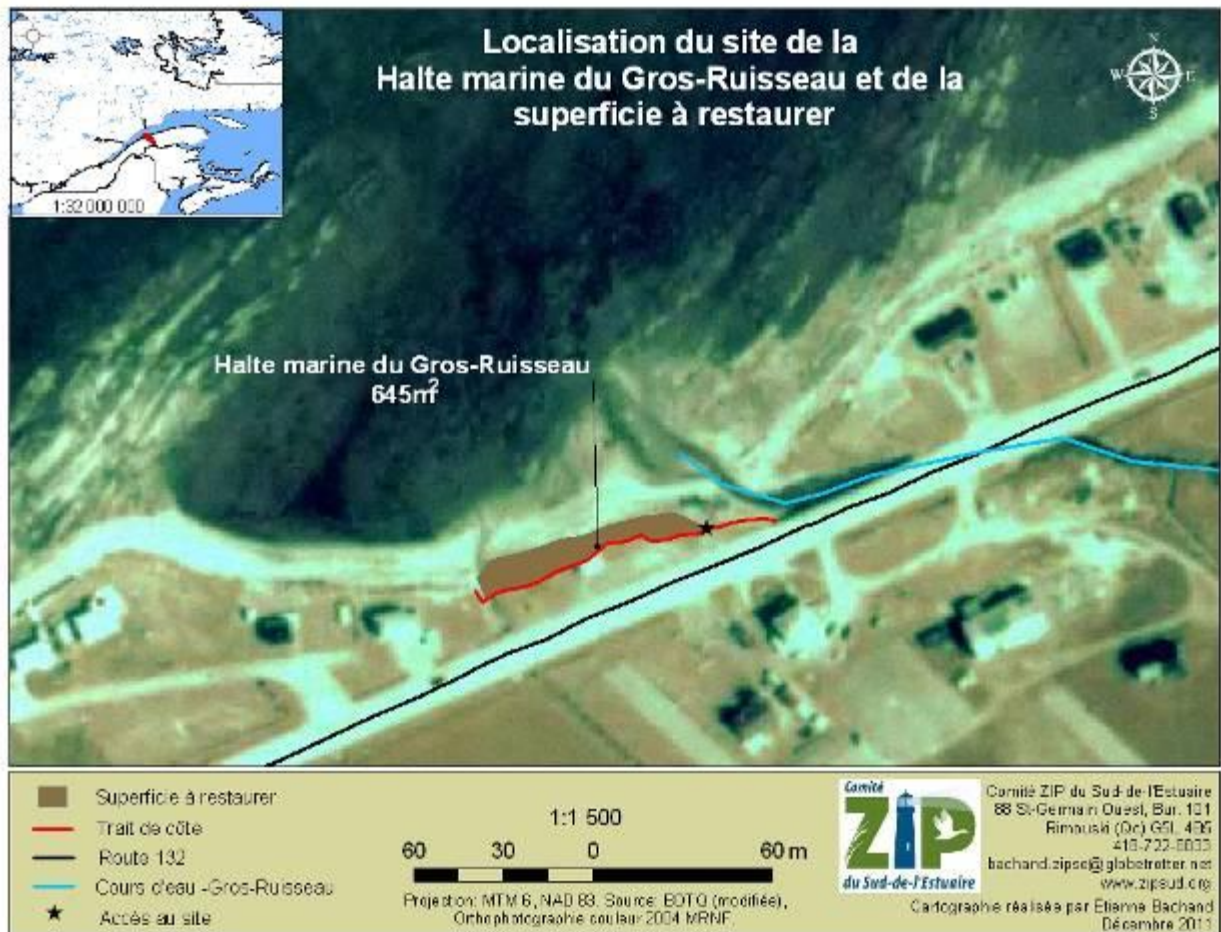 Localisation du site de la
Halte marine du Gros-Ruisseau et de la
superficie à restaurer
N
W E
S
1:32 000 000
Halte marine du Gros-Ruisseau
645m²
Superficie à restaurer
Trait de côte
Route 132
Cours d'eau -Gros-Ruisseau
Accès au site
1:1 500
60 30 0 60 m
Projection: MTM 6, NAD 83. Source: BDTQ (modifiée),
Orthophotographie couleur 2004 MRNF.
Comité
ZIP
du Sud-de-l'Estuaire
Comité ZIP du Sud-de-l'Estuaire
88 St-Germain Ouest, Bur. 101
Rimouski (Qc) G5L 4B5
bachand.zipse@globetrotter.net
www.zipsud.org
Cartographie réalisée par Etienne Bachand
Décembre 2011